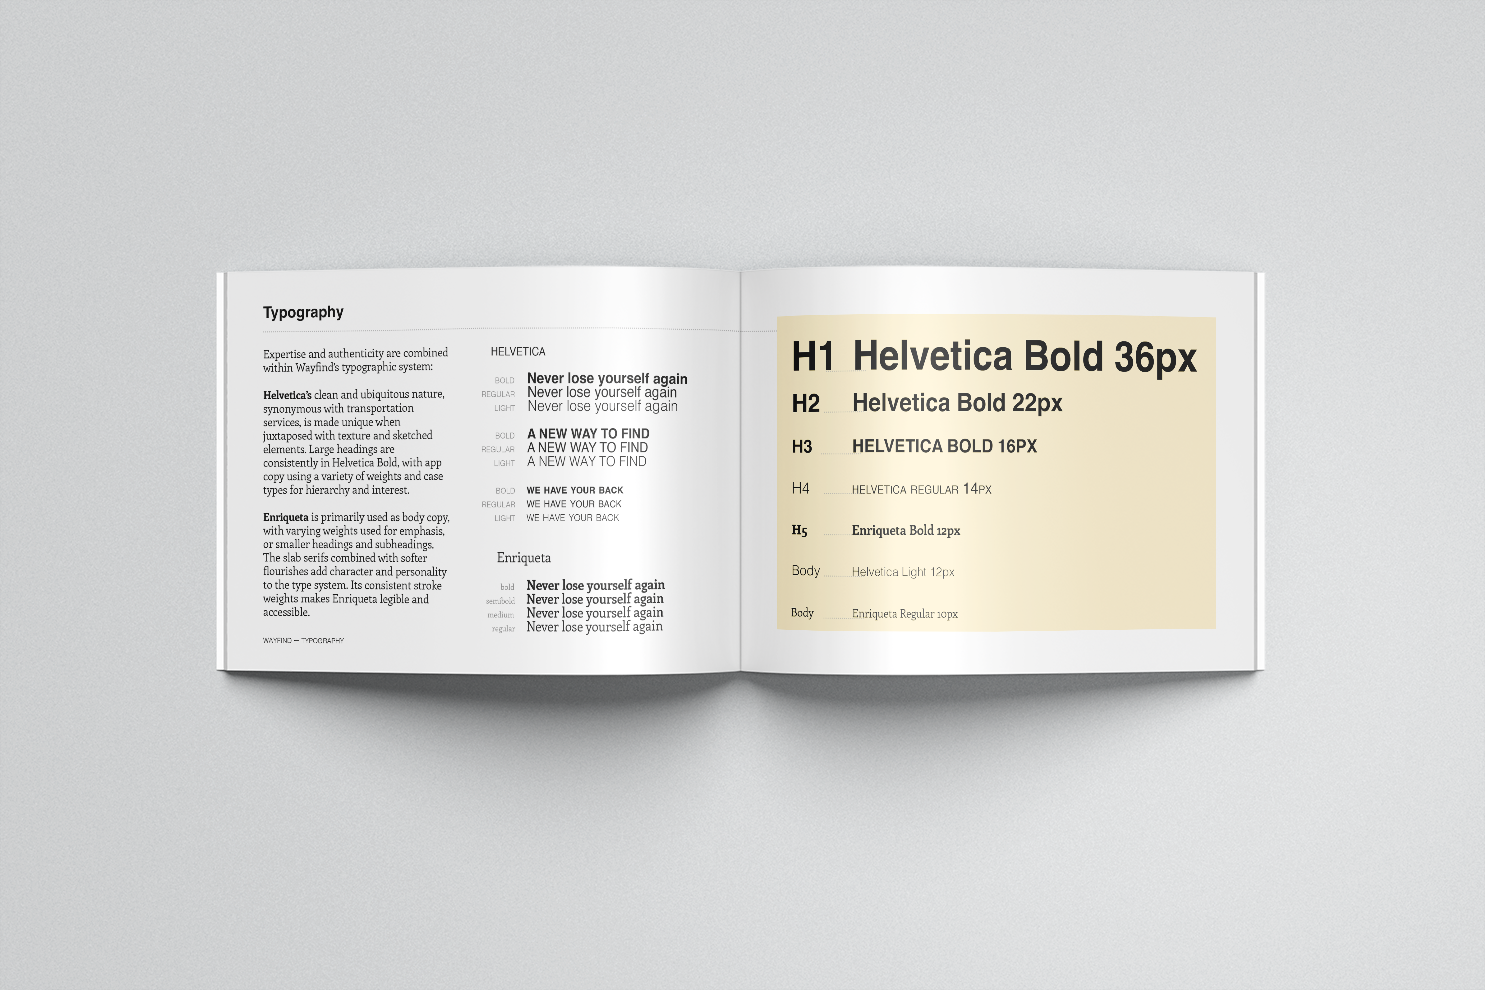 Typography
Expertise and authenticity are combined
within Wayfind's typographic system:
Helvetica's clean and ubiquitous nature,
synonymous with transportation
services, is made unique when
juxtaposed with texture and sketched
elements. Large headings are
consistently in Helvetica Bold, with app
copy using a variety of weights and case
types for hierarchy and interest.
Enriqueta is primarily used as body copy,
with varying weights used for emphasis,
or smaller headings and subheadings.
The slab serifs combined with softer
flourishes add character and personality
to the type system. Its consistent stroke
weights makes Enriqueta legible and
accessible.
WAYFIND — TYPOGRAPHY
HELVETICA
BOLD Never lose yourself again
REGULAR Never lose yourself again
LIGHT Never lose yourself again
BOLD A NEW WAY TO FIND
REGULAR A NEW WAY TO FIND
LIGHT A NEW WAY TO FIND
BOLD WE HAVE YOUR BACK
REGULAR WE HAVE YOUR BACK
LIGHT WE HAVE YOUR BACK
Enriqueta
bold Never lose yourself again
semibold Never lose yourself again
medium Never lose yourself again
regular Never lose yourself again
H1 Helvetica Bold 36px
H2 Helvetica Bold 22px
H3 HELVETICA BOLD 16PX
H4 HELVETICA REGULAR 14PX
H5 Enriqueta Bold 12px
Body Helvetica Light 12px
Body Enriqueta Regular 10px